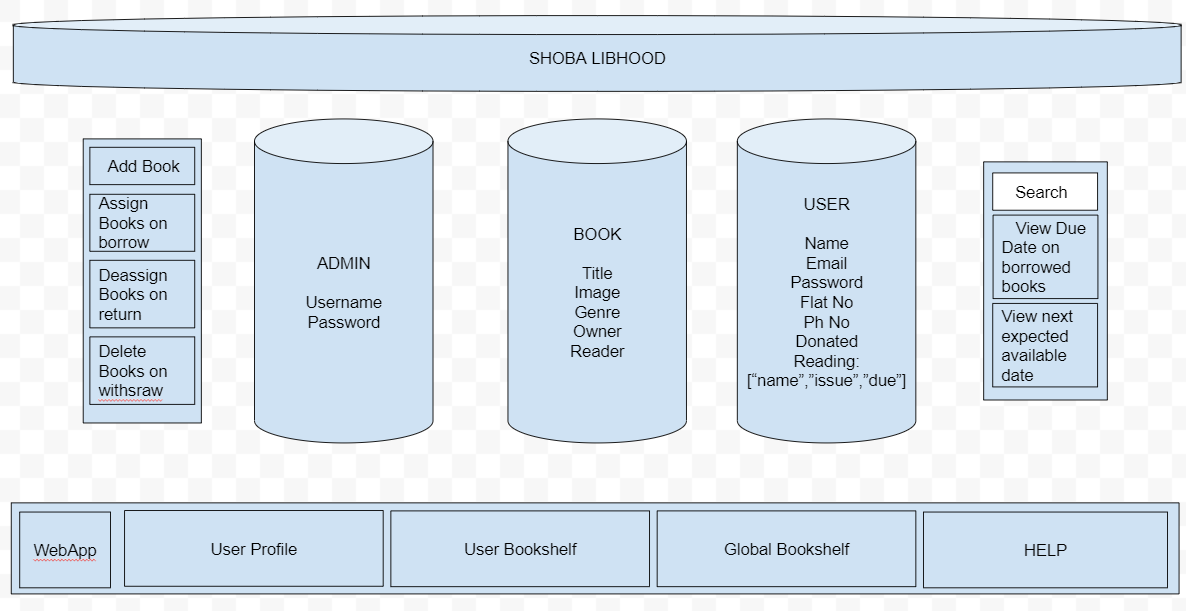 SHOBA LIBHOOD
Add Book
Assign
Books on
borrow
Deassign
Books on
return
Delete
Books on
withsraw
ADMIN
Username
Password
BOOK
Title
Image
Genre
Owner
Reader
USER
Name
Email
Password
Flat No
Ph No
Donated
Reading:
[“name”,”issue”,”due”]
Search
View Due
Date on
borrowed
books
View next
expected
available
date
WebApp
User Profile
User Bookshelf
Global Bookshelf
HELP